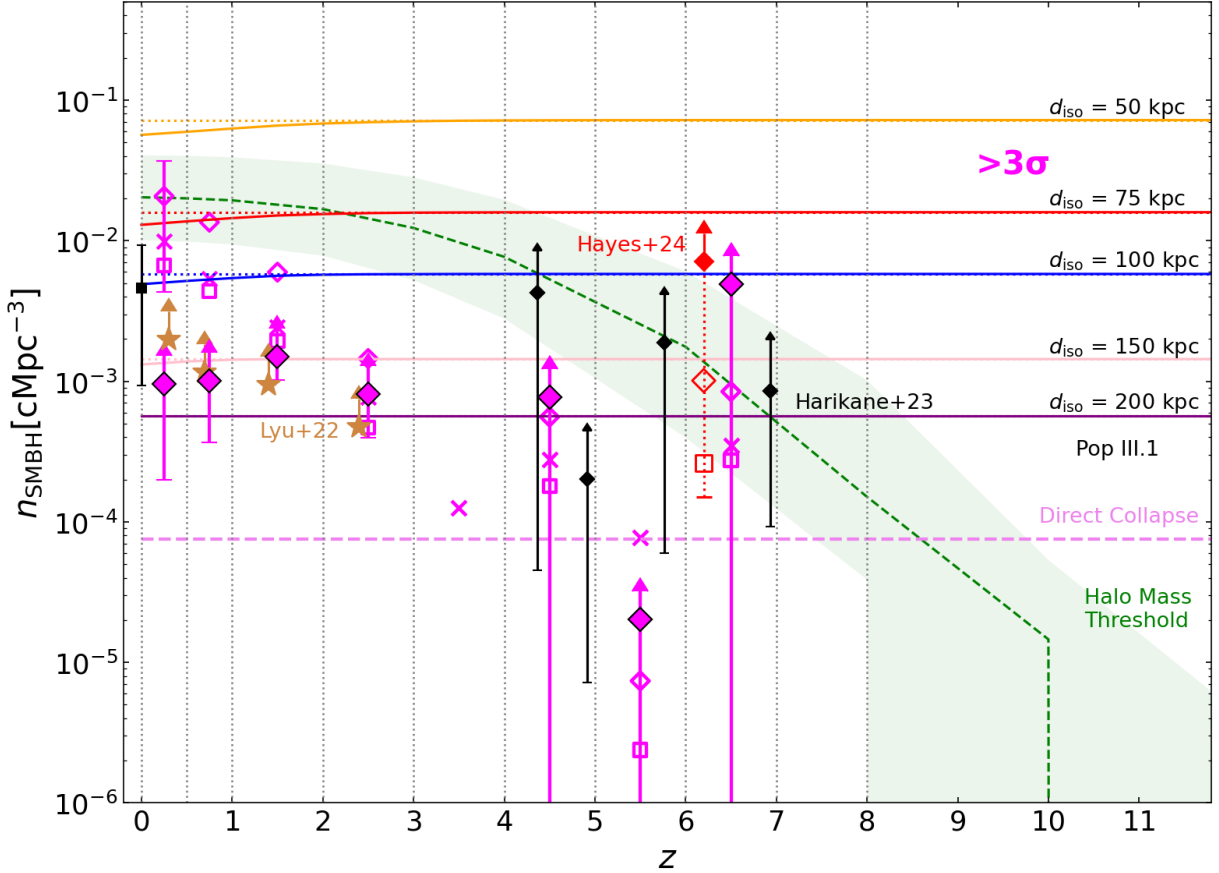 10⁻¹
d_iso = 50 kpc
>3σ
d_iso = 75 kpc
10⁻²
Hayes+24
d_iso = 100 kpc
n_SMBH[cMpc⁻³]
d_iso = 150 kpc
10⁻³
d_iso = 200 kpc
Harikane+23
Lyu+22
Pop III.1
10⁻⁴
Direct Collapse
Halo Mass
Threshold
10⁻⁵
10⁻⁶
0 1 2 3 4 5 6 7 8 9 10 11
z